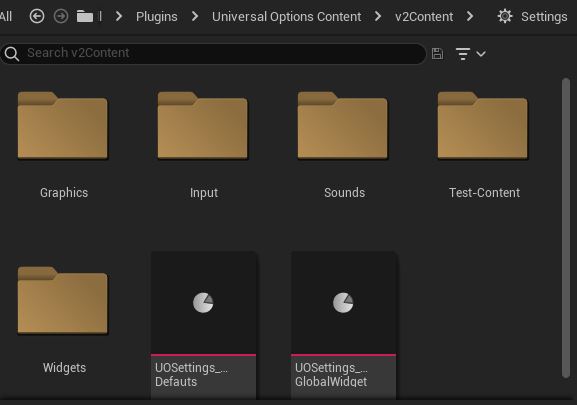 All
Plugins
Universal Options Content
v2Content
Settings
Search v2Content
Graphics
Input
Sounds
Test-Content
Widgets
UOSettings_...
Defauts
UOSettings_...
GlobalWidget